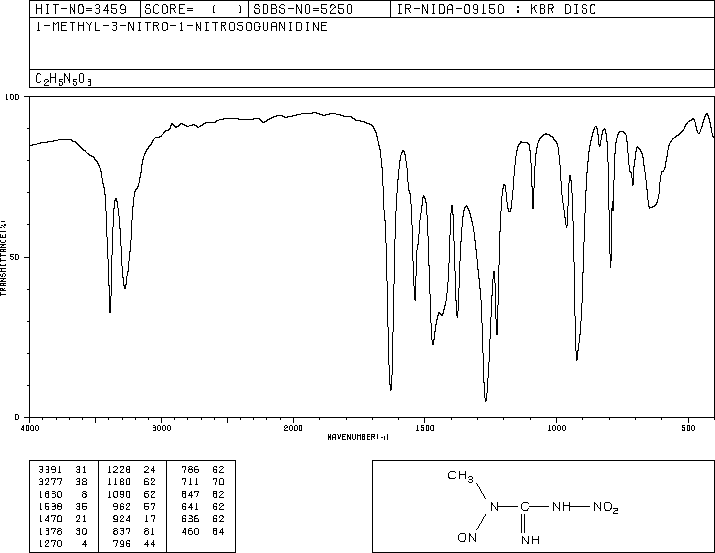 HIT-NO=3459 SCORE= ( ) SDBS-NO=5250 IR-NIDA-09150 : KBR DISC
1-METHYL-3-NITRO-1-NITROSOGUANIDINE
C2H5N5O3
100
50
0
TRANSMITTANCE(%)
4000 3000 2000 1500 1000 500
WAVENUMBER(-1)
3391 31 1228 24 786 62
3277 38 1180 62 711 70
1630 8 1090 62 647 62
1538 35 962 57 641 62
1470 21 924 17 636 62
1378 30 837 81 460 84
1270 4 796 44
CH3
N C NH NO2
ON NH